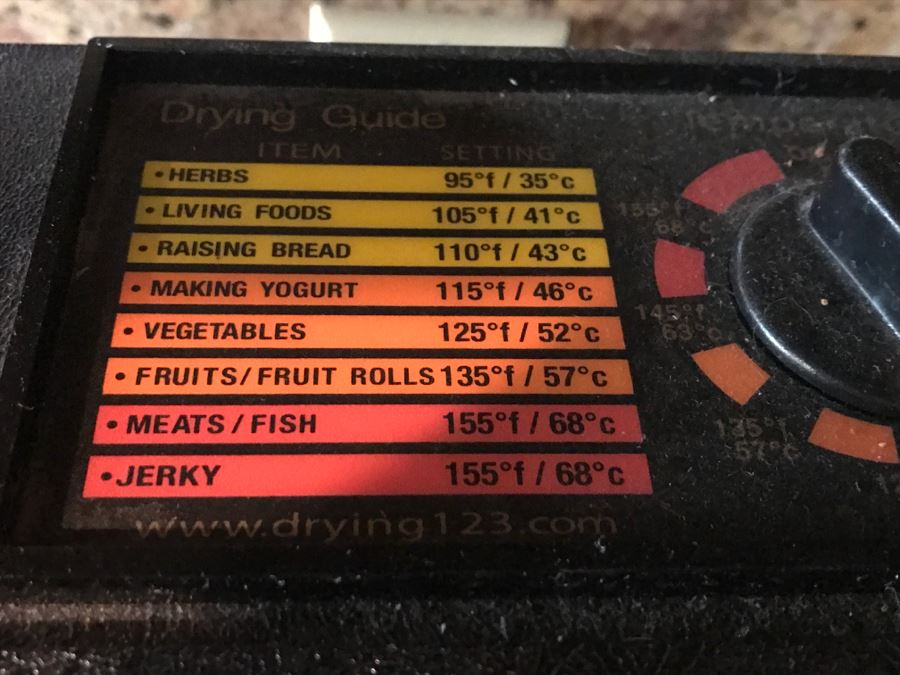 Drying Guide
ITEM SETTING
• HERBS 95°f / 35°c
• LIVING FOODS 105°f / 41°c
• RAISING BREAD 110°f / 43°c
• MAKING YOGURT 115°f / 46°c
• VEGETABLES 125°f / 52°c
• FRUITS/FRUIT ROLLS 135°f / 57°c
• MEATS / FISH 155°f / 68°c
• JERKY 155°f / 68°c
www.drying123.com
155°f
68°c
145°f
63°c
135°f
57°c